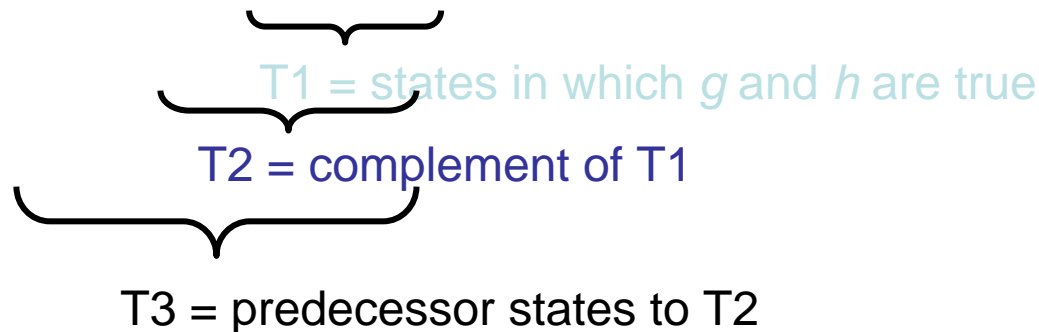 T1 = states in which g and h are true
T2 = complement of T1
T3 = predecessor states to T2